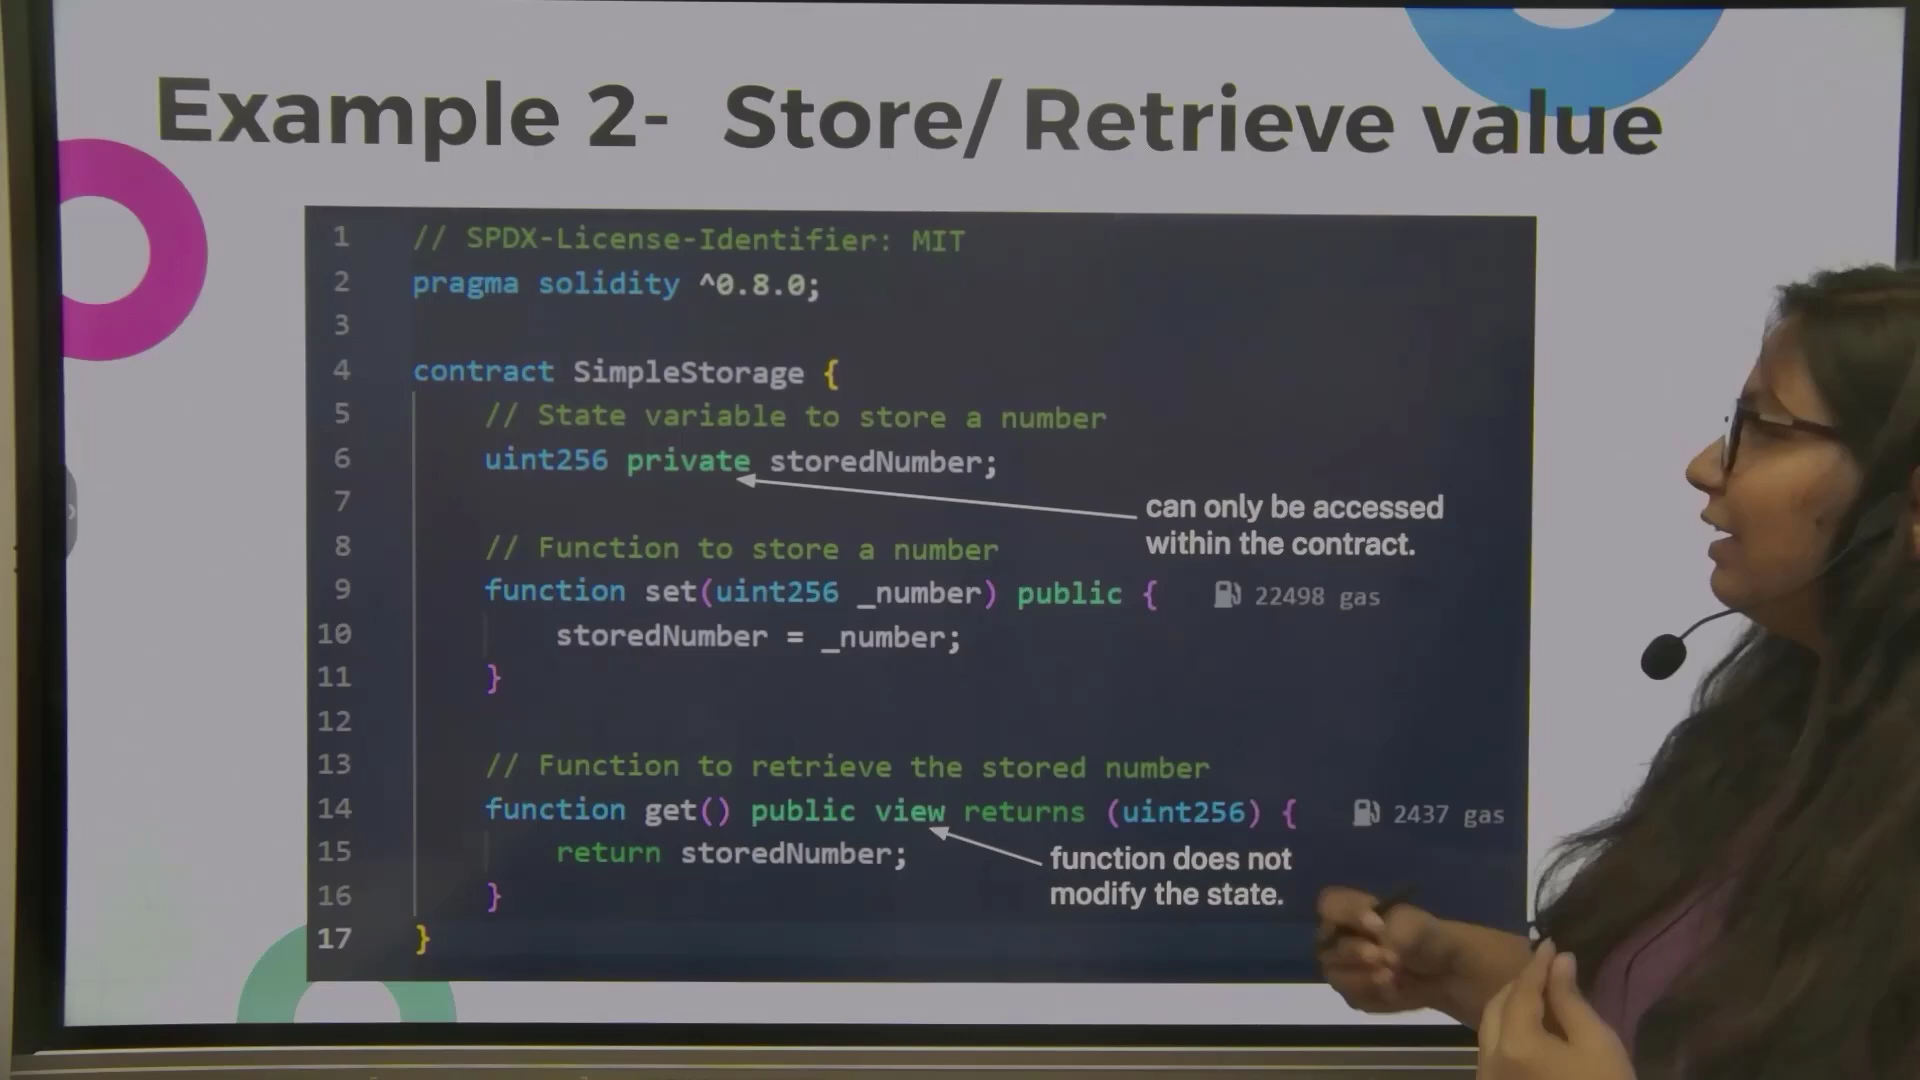 Example 2- Store/ Retrieve value
1 // SPDX-License-Identifier: MIT
2 pragma solidity ^0.8.0;
3
4 contract SimpleStorage {
5 // State variable to store a number
6 uint256 private storedNumber;
can only be accessed
within the contract.
7
8 // Function to store a number
9 function set(uint256 _number) public { 22498 gas
10 storedNumber = _number;
11 }
12
13 // Function to retrieve the stored number
14 function get() public view returns (uint256) { 2437 gas
15 return storedNumber;
function does not
modify the state.
16 }
17 }